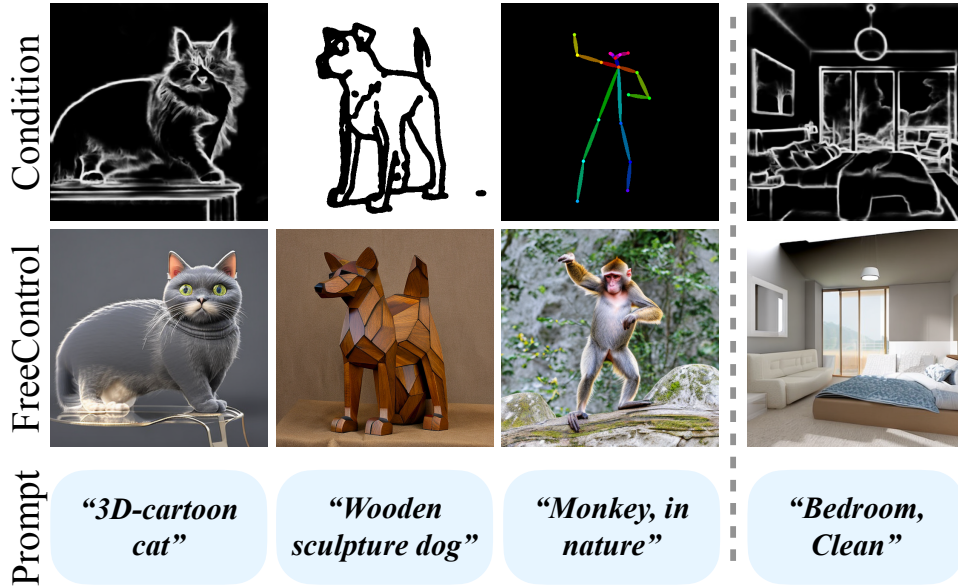 Condition
FreeControl
Prompt
“3D-cartoon
cat”
“Wooden
sculpture dog”
“Monkey, in
nature”
“Bedroom,
Clean”